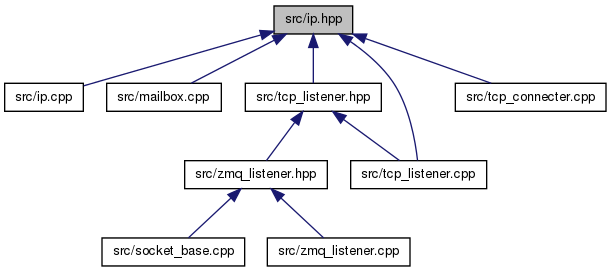 src/ip.hpp
src/ip.cpp
src/mailbox.cpp
src/tcp_listener.hpp
src/tcp_connecter.cpp
src/zmq_listener.hpp
src/tcp_listener.cpp
src/socket_base.cpp
src/zmq_listener.cpp